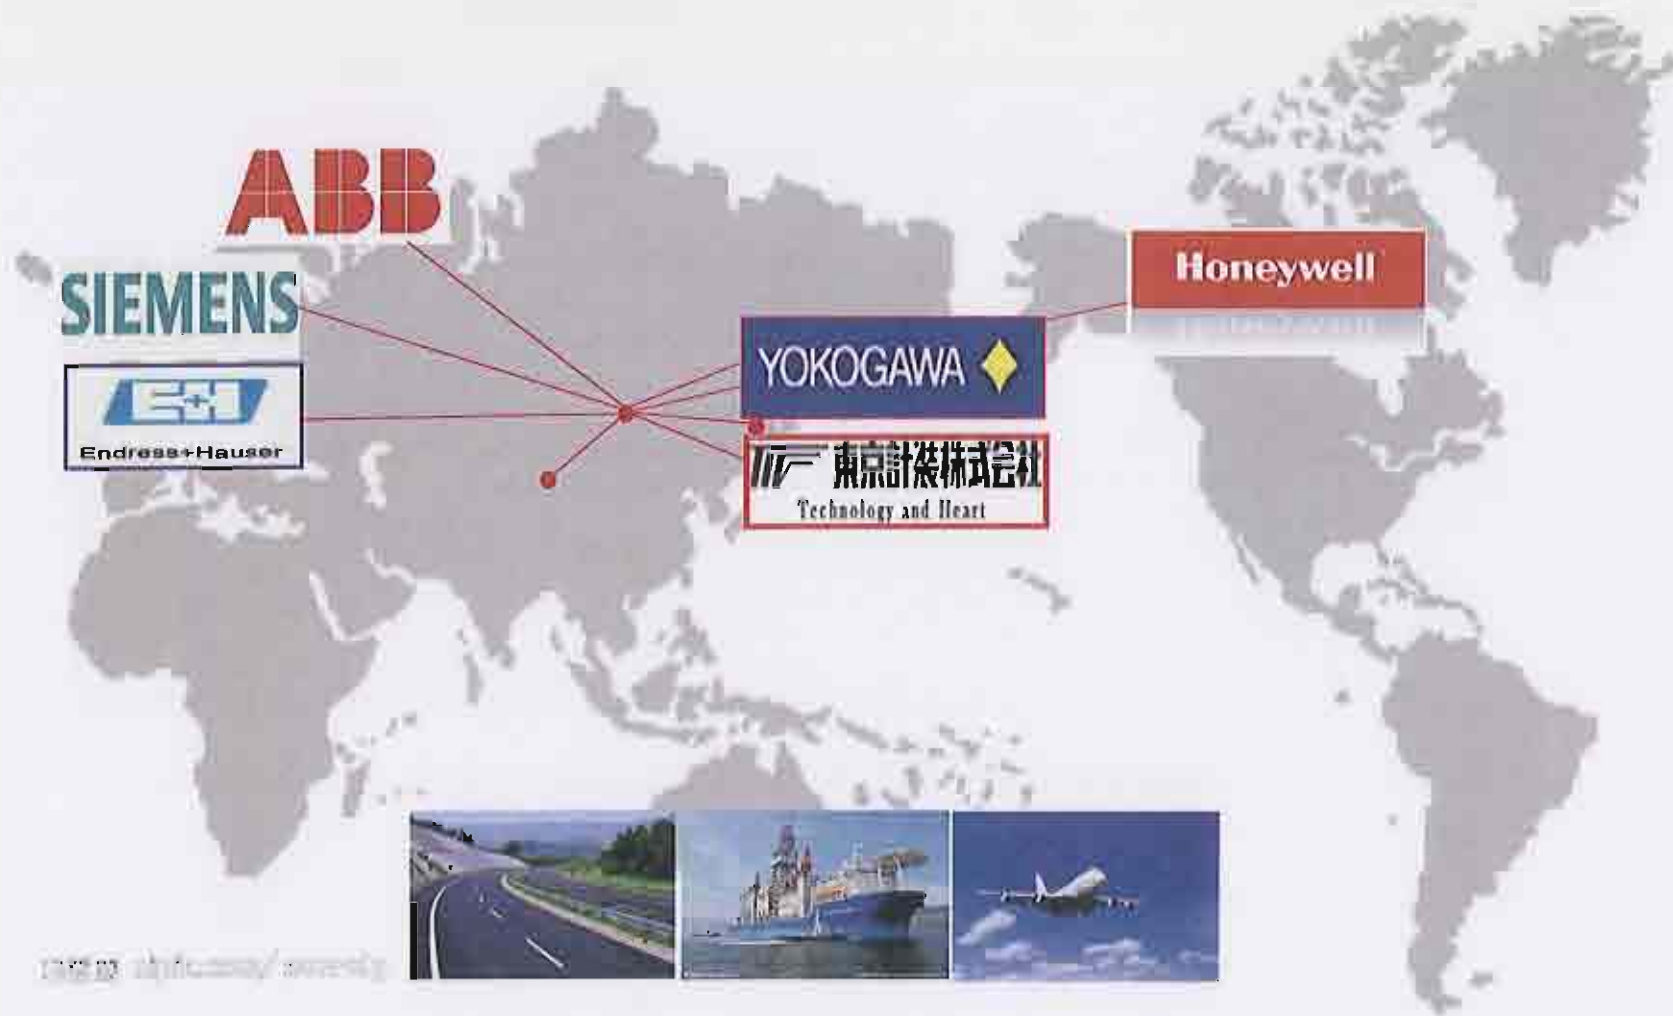 ABB
SIEMENS
Honeywell
YOKOGAWA
E+H
Endress+Hauser
東京計装株式会社
Technology and Heart